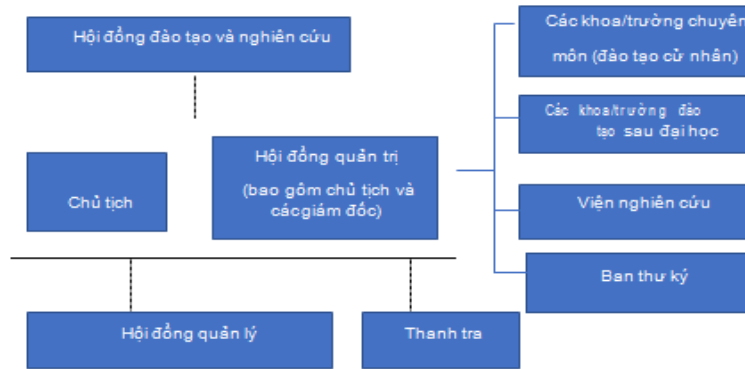 Hội đồng đào tạo và nghiên cứu
Chủ tịch
Hội đồng quản trị
(bao gồm chủ tịch và
cácgiám đốc)
Hội đồng quản lý
Thanh tra
Các khoa/trường chuyên
môn (đào tạo cử nhân)
Các khoa/trường đào
tạo sau đại học
Viện nghiên cứu
Ban thư ký